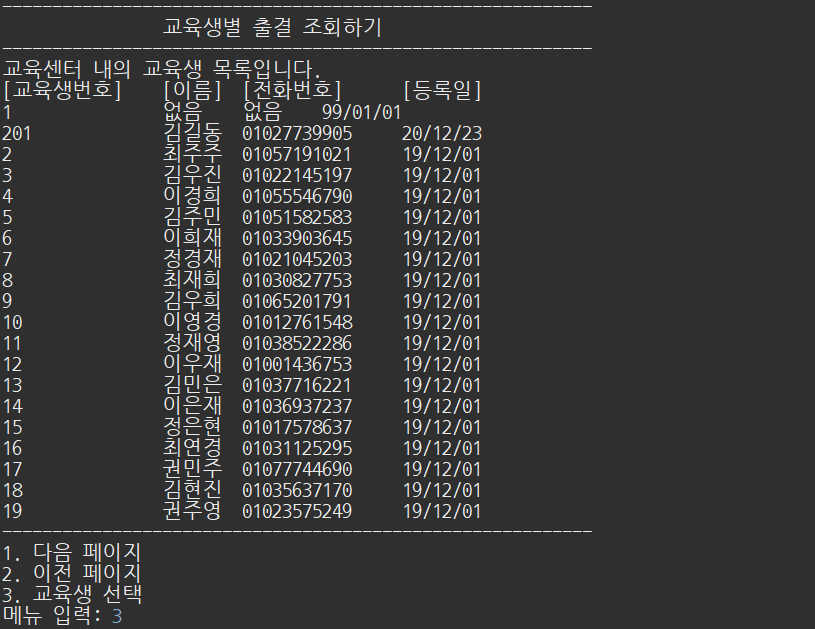 ------------------------------------------------------------
교육생별 출결 조회하기
------------------------------------------------------------
교육센터 내의 교육생 목록입니다.
[교육생번호] [이름] [전화번호] [등록일]
1 없음 없음 99/01/01
201 김길동 01027739905 20/12/23
2 최주주 01057191021 19/12/01
3 김우진 01022145197 19/12/01
4 이경희 01055546790 19/12/01
5 김주민 01051582583 19/12/01
6 이희재 01033903645 19/12/01
7 정경재 01021045203 19/12/01
8 최재희 01030827753 19/12/01
9 김우희 01065201791 19/12/01
10 이영경 01012761548 19/12/01
11 정재영 01038522286 19/12/01
12 이우재 01001436753 19/12/01
13 김민은 01037716221 19/12/01
14 이은재 01036937237 19/12/01
15 정은현 01017578637 19/12/01
16 최연경 01031125295 19/12/01
17 권민주 01077744690 19/12/01
18 김현진 01035637170 19/12/01
19 권주영 01023575249 19/12/01
------------------------------------------------------------
1. 다음 페이지
2. 이전 페이지
3. 교육생 선택
메뉴 입력: 3